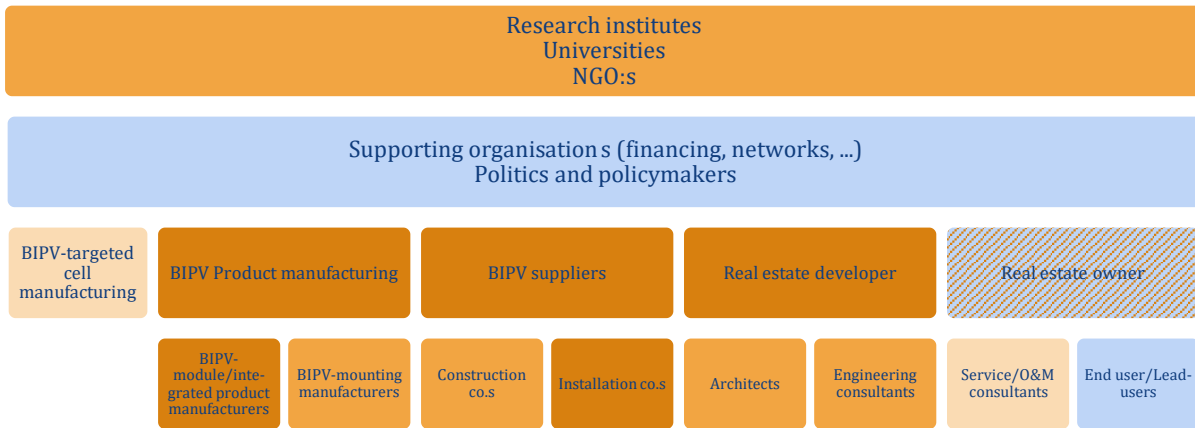 Research institutes
Universities
NGO:s
Supporting organisations (financing, networks, ...)
Politics and policymakers
BIPV-targeted
cell
manufacturing
BIPV Product manufacturing
BIPV suppliers
Real estate developer
Real estate owner
BIPV-
module/inte-
grated product
manufacturers
BIPV-mounting
manufacturers
Construction
co.s
Installation co.s
Architects
Engineering
consultants
Service/O&M
consultants
End user/Lead-
users